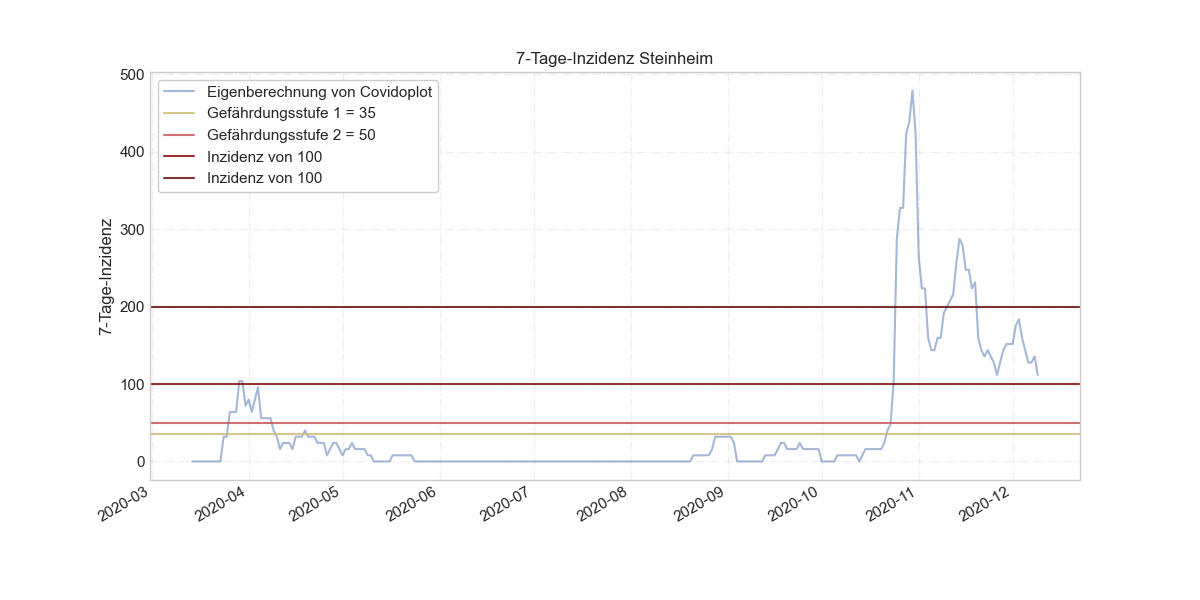 7-Tage-Inzidenz Steinheim
Eigenberechnung von Covidoplot
Gefährdungsstufe 1 = 35
Gefährdungsstufe 2 = 50
Inzidenz von 100
Inzidenz von 100
7-Tage-Inzidenz
500
400
300
200
100
0
2020-03
2020-04
2020-05
2020-06
2020-07
2020-08
2020-09
2020-10
2020-11
2020-12